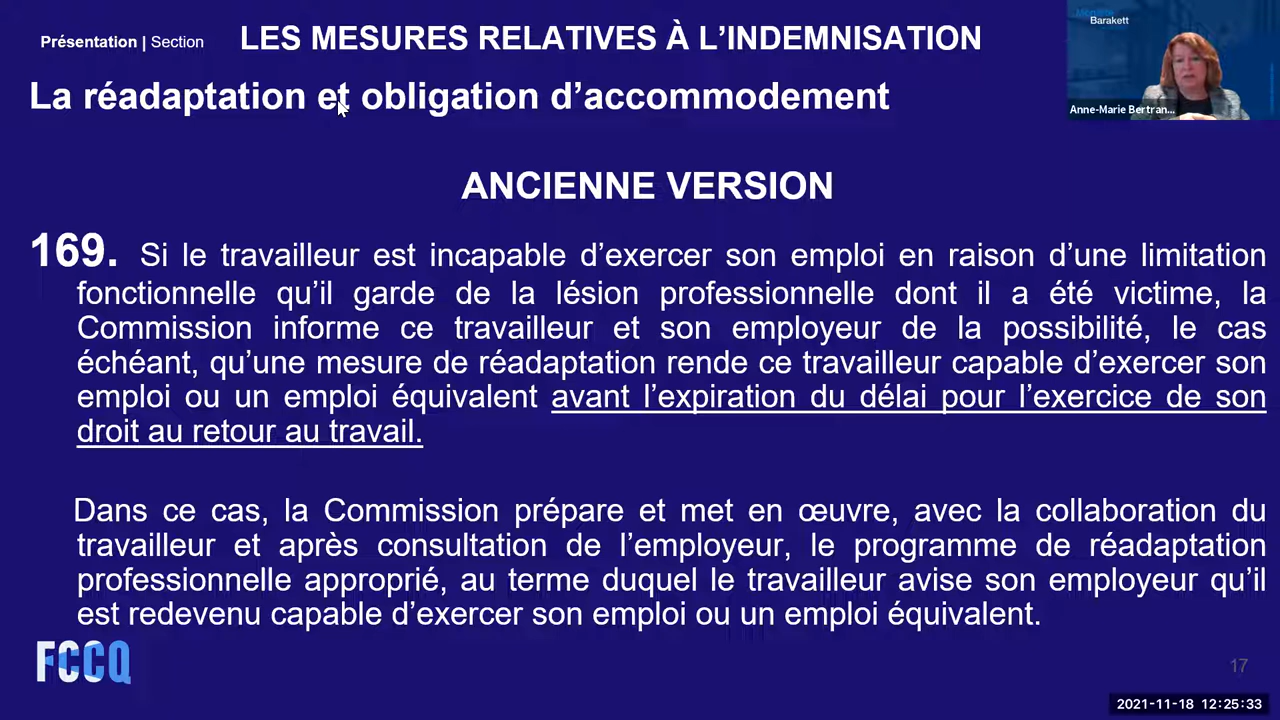 Présentation | Section
LES MESURES RELATIVES À L’INDEMNISATION
La réadaptation et obligation d’accommodement
Barakett
Anne-Marie Bertran...
ANCIENNE VERSION
169. Si le travailleur est incapable d’exercer son emploi en raison d’une limitation
fonctionnelle qu’il garde de la lésion professionnelle dont il a été victime, la
Commission informe ce travailleur et son employeur de la possibilité, le cas
échéant, qu’une mesure de réadaptation rende ce travailleur capable d’exercer son
emploi ou un emploi équivalent avant l’expiration du délai pour l’exercice de son
droit au retour au travail.
Dans ce cas, la Commission prépare et met en œuvre, avec la collaboration du
travailleur et après consultation de l’employeur, le programme de réadaptation
professionnelle approprié, au terme duquel le travailleur avise son employeur qu’il
est redevenu capable d’exercer son emploi ou un emploi équivalent.
FCCQ
17
2021-11-18 12:25:33